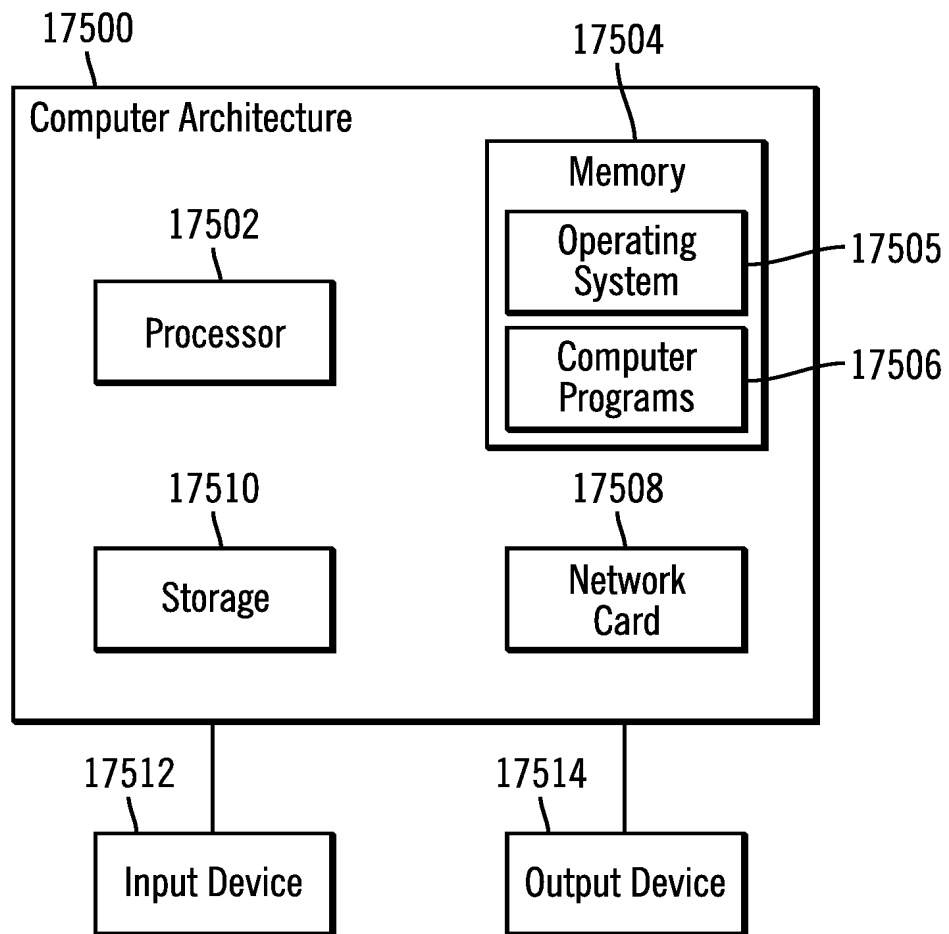 17500
17504
Computer Architecture
Memory
17502
Operating
System
17505
Processor
Computer
Programs
17506
17510
17508
Storage
Network
Card
17512
17514
Input Device
Output Device